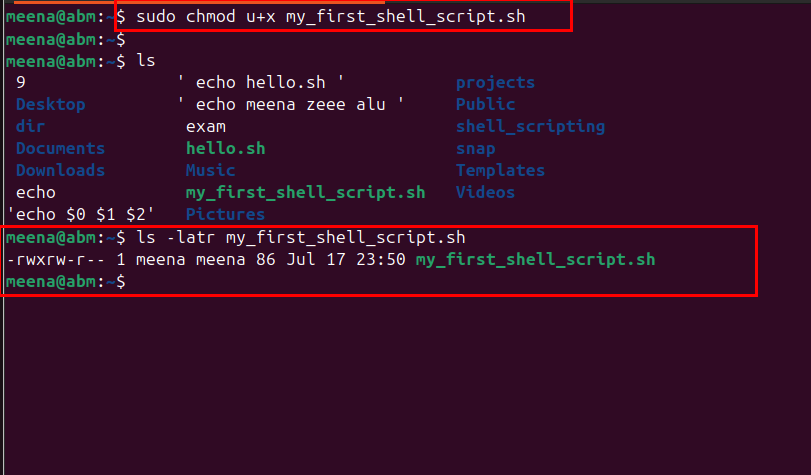 meena@abm:~$ sudo chmod u+x my_first_shell_script.sh
meena@abm:~$
meena@abm:~$ ls
 9               ' echo hello.sh '            projects
 Desktop         ' echo meena zeee alu '      Public
 dir              exam                        shell_scripting
 Documents        hello.sh                    snap
 Downloads        Music                       Templates
 echo             my_first_shell_script.sh    Videos
'echo $0 $1 $2'   Pictures
meena@abm:~$ ls -latr my_first_shell_script.sh
-rwxrw-r-- 1 meena meena 86 Jul 17 23:50 my_first_shell_script.sh
meena@abm:~$